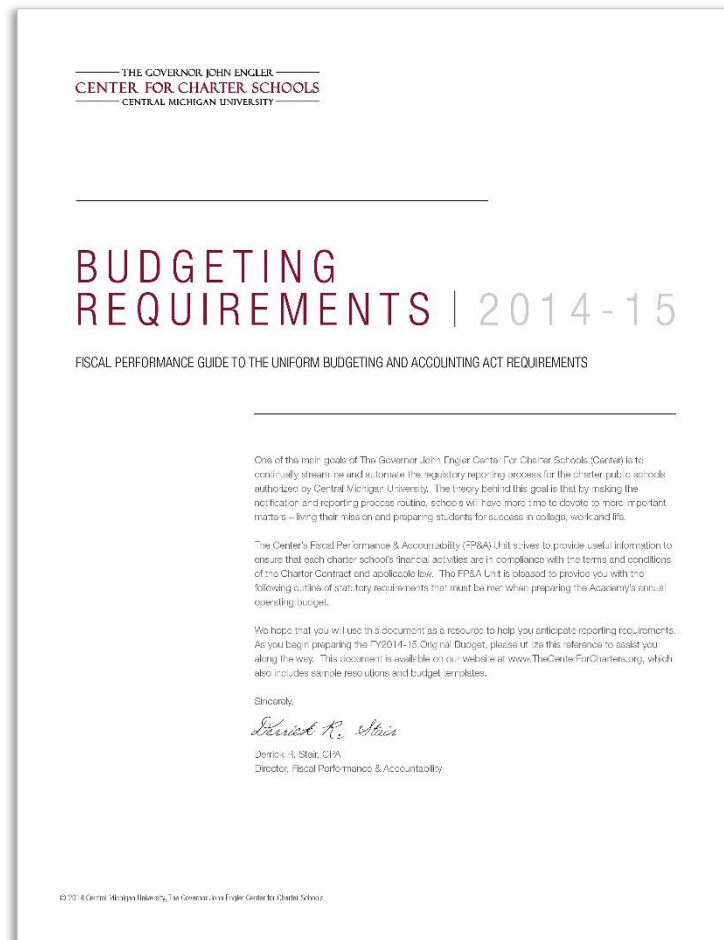 THE GOVERNOR JOHN ENGLER
CENTER FOR CHARTER SCHOOLS
CENTRAL MICHIGAN UNIVERSITY
BUDGETING
REQUIREMENTS | 2014-15
FISCAL PERFORMANCE GUIDE TO THE UNIFORM BUDGETING AND ACCOUNTING ACT REQUIREMENTS
One of the main goals of The Governor John Engler Center For Charter Schools (Center) is to
continually streamline and automate the regulatory reporting process for the charter public schools
authorized by Central Michigan University. The theory behind this goal is that by making the
notification and reporting process routine, schools will have more time to devote to more important
matters – living their mission and preparing students for success in college, work and life.
The Center's Fiscal Performance & Accountability (FP&A) Unit strives to provide useful information to
ensure that each charter school's financial activities are in compliance with the terms and conditions
of the Charter Contract and applicable law. The FP&A Unit is pleased to provide you with the
following outline of statutory requirements that must be met when preparing the Academy's annual
operating budget.
We hope that you will use this document as a resource to help you anticipate reporting requirements.
As you begin preparing the FY2014-15 Original Budget, please utilize this reference to assist you
along the way. This document is available on our website at www.TheCenterForCharters.org, which
also includes sample resolutions and budget templates.
Sincerely,
Derrick R. Stair
Derrick R. Stair, CPA
Director, Fiscal Performance & Accountability
© 2014 Central Michigan University, The Governor John Engler Center for Charter Schools